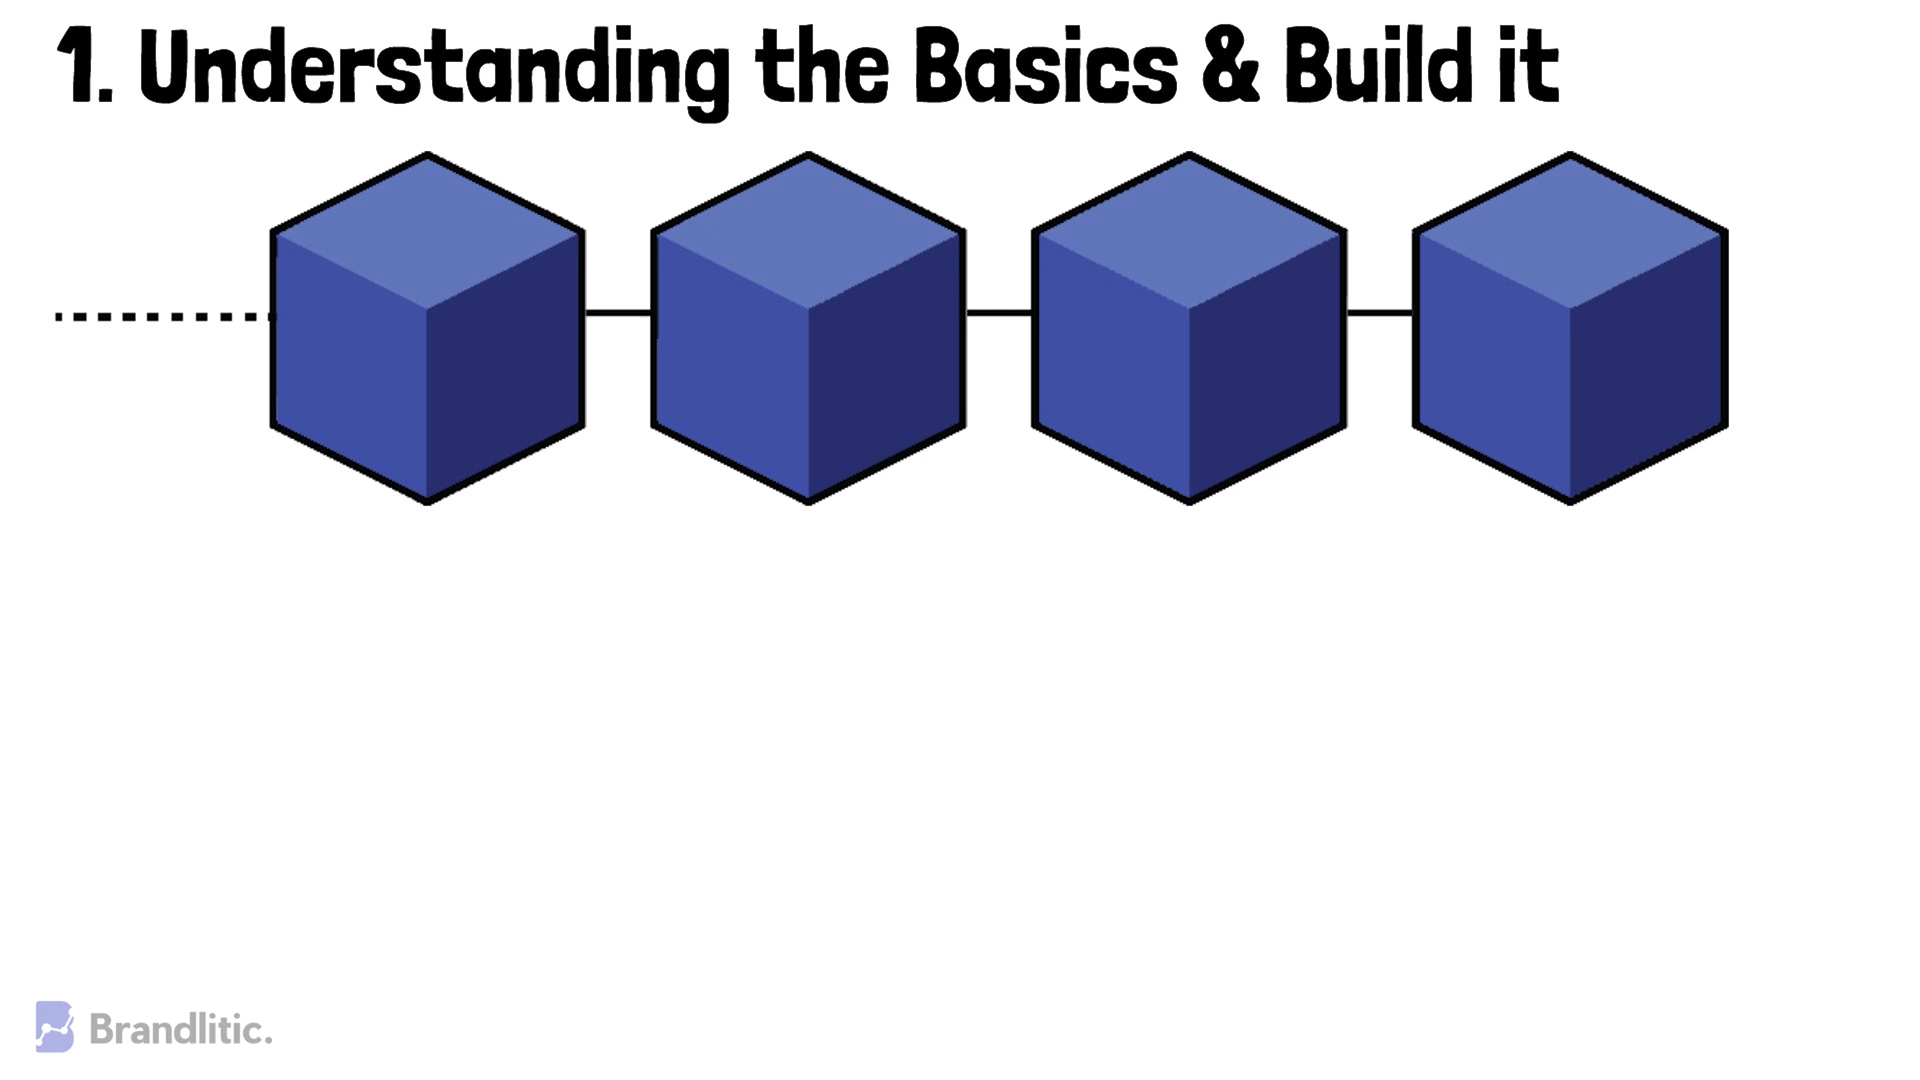 1. Understanding the Basics & Build it
Brandlitic.